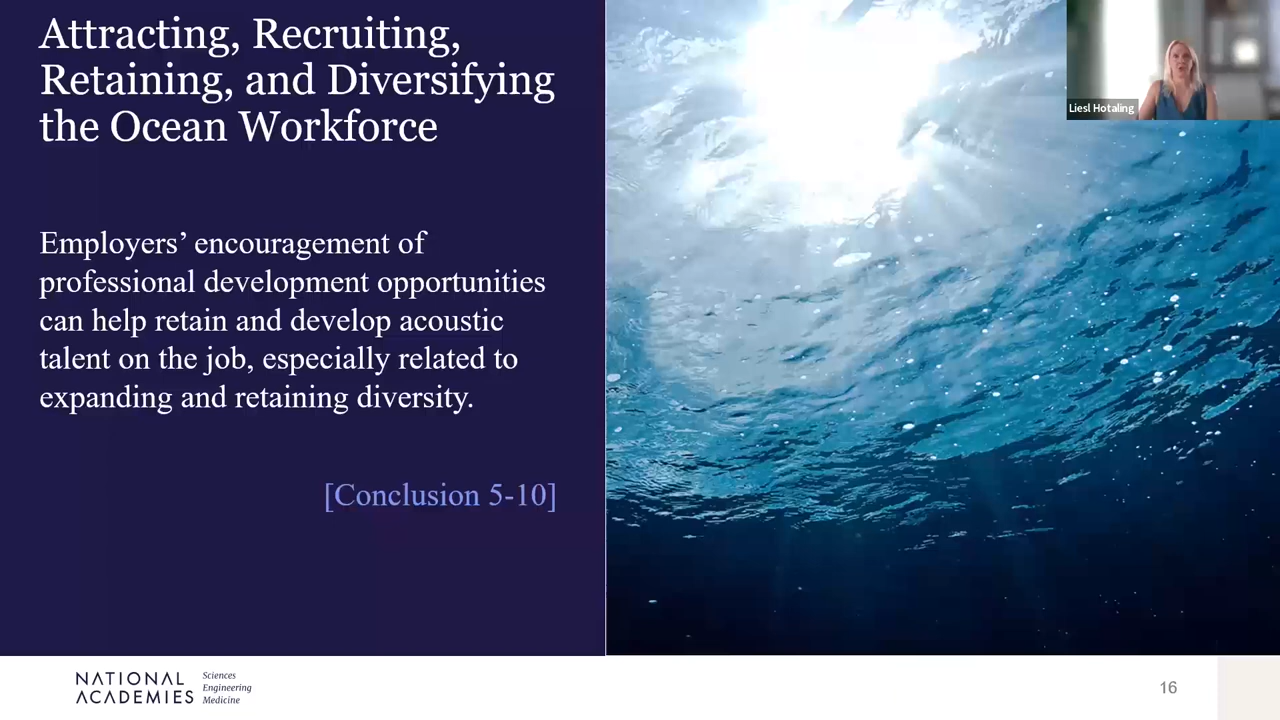 Attracting, Recruiting,
Retaining, and Diversifying
the Ocean Workforce
Liesl Hotaling
Employers’ encouragement of
professional development opportunities
can help retain and develop acoustic
talent on the job, especially related to
expanding and retaining diversity.
[Conclusion 5-10]
NATIONAL
ACADEMIES
Sciences
Engineering
Medicine
16